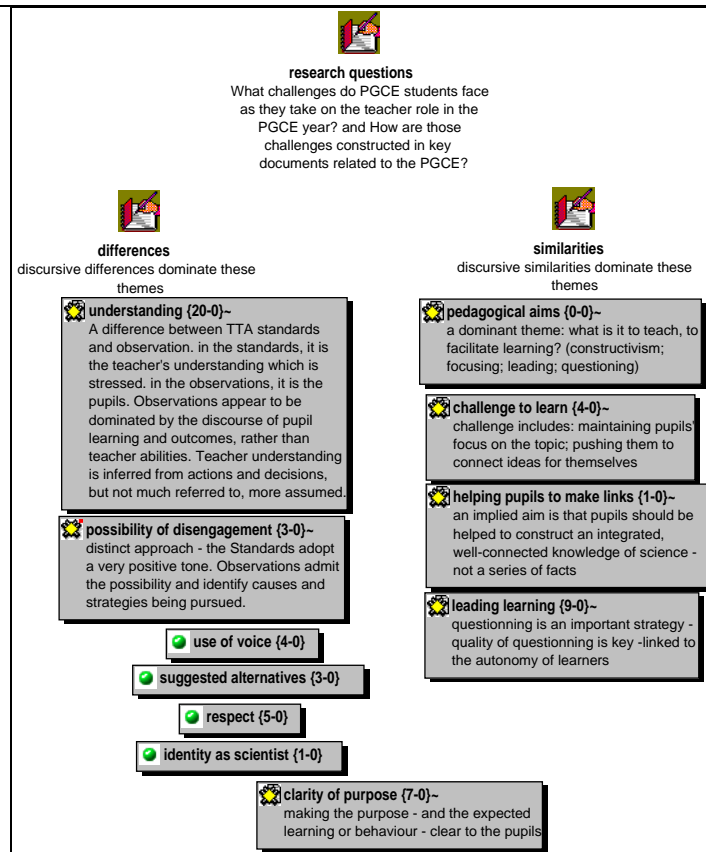 research questions
What challenges do PGCE students face
as they take on the teacher role in the
PGCE year? and How are those
challenges constructed in key
documents related to the PGCE?
differences
discursive differences dominate these
themes
understanding {20-0}~
A difference between TTA standards
and observation. in the standards, it is
the teacher's understanding which is
stressed. in the observations, it is the
pupils. Observations appear to be
dominated by the discourse of pupil
learning and outcomes, rather than
teacher abilities. Teacher understanding
is inferred from actions and decisions,
but not much referred to, more assumed.
possibility of disengagement {3-0}~
distinct approach - the Standards adopt
a very positive tone. Observations admit
the possibility and identify causes and
strategies being pursued.
use of voice {4-0}
suggested alternatives {3-0}
respect {5-0}
identity as scientist {1-0}
similarities
discursive similarities dominate these
themes
pedagogical aims {0-0}~
a dominant theme: what is it to teach, to
facilitate learning? (constructivism;
focusing; leading; questioning)
challenge to learn {4-0}~
challenge includes: maintaining pupils'
focus on the topic; pushing them to
connect ideas for themselves
helping pupils to make links {1-0}~
an implied aim is that pupils should be
helped to construct an integrated,
well-connected knowledge of science -
not a series of facts
leading learning {9-0}~
questionning is an important strategy -
quality of questionning is key -linked to
the autonomy of learners
clarity of purpose {7-0}~
making the purpose - and the expected
learning or behaviour - clear to the pupils